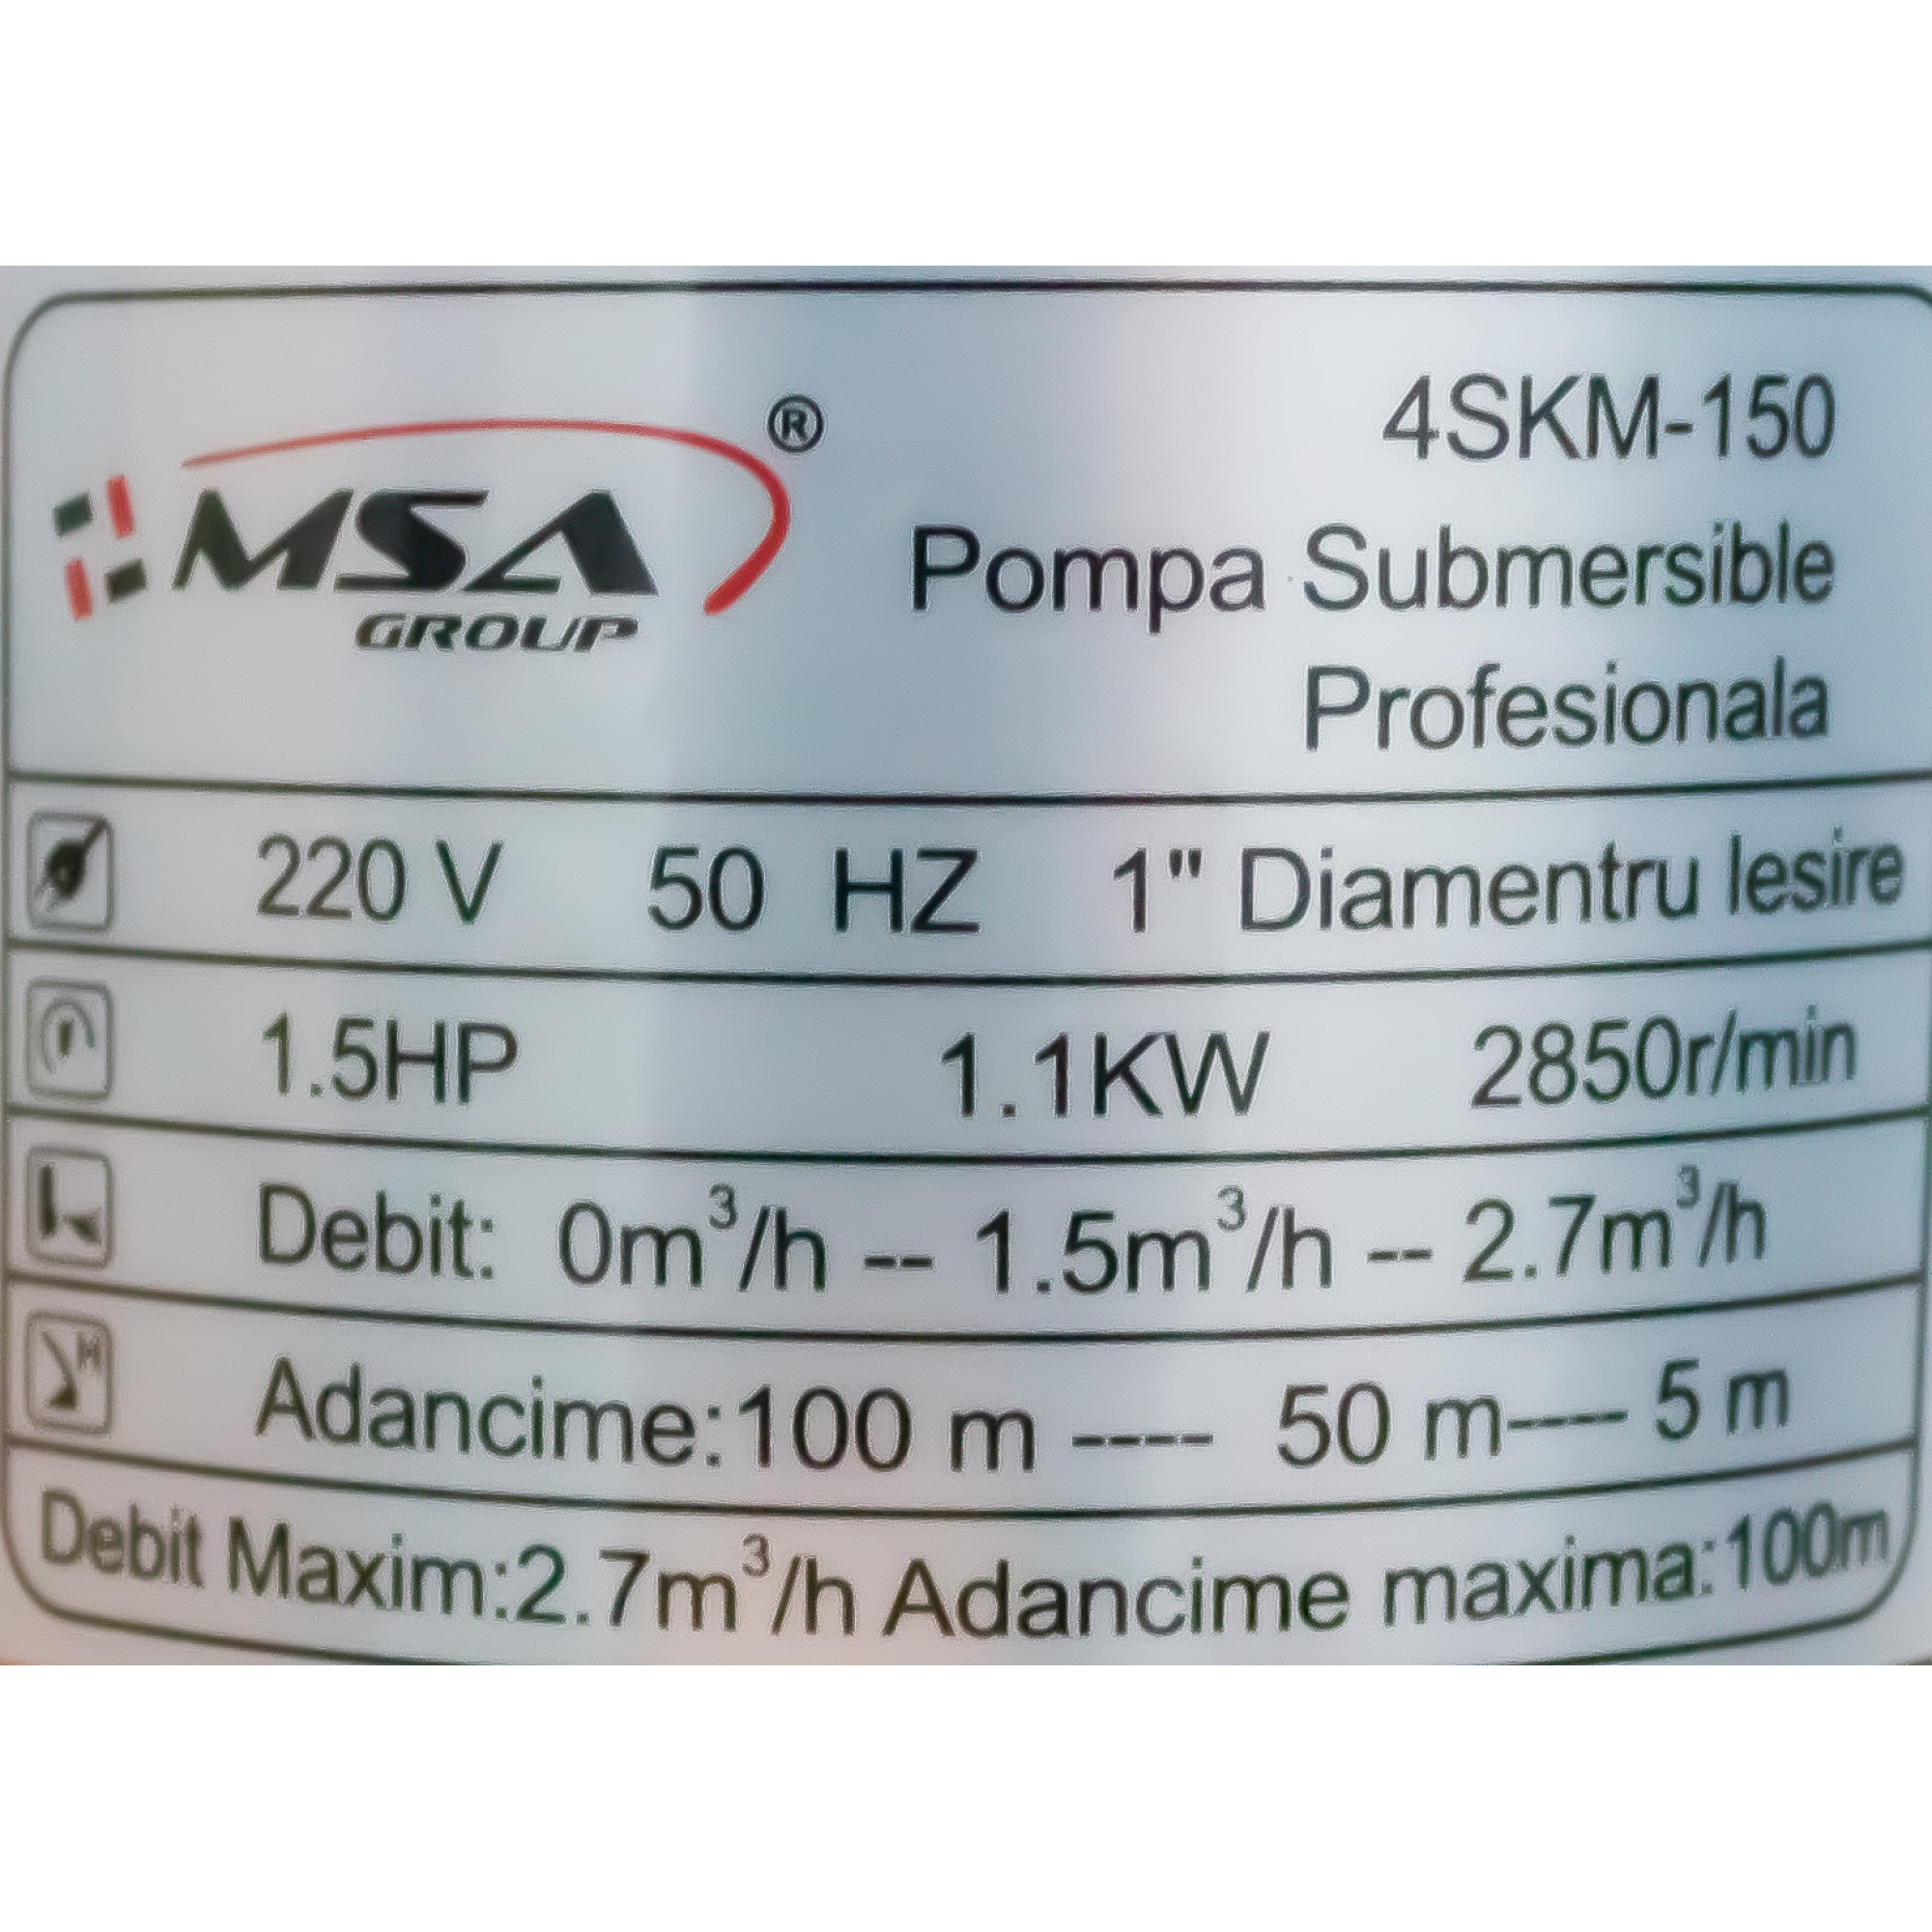 MSA ®
GROUP
4SKM-150
Pompa Submersible
Profesionala
220 V 50 HZ 1" Diamentru Iesire
1.5HP 1.1KW 2850r/min
Debit: 0m³/h -- 1.5m³/h -- 2.7m³/h
H
Adancime:100 m ---- 50 m---- 5 m
Debit Maxim:2.7m³/h Adancime maxima:100m